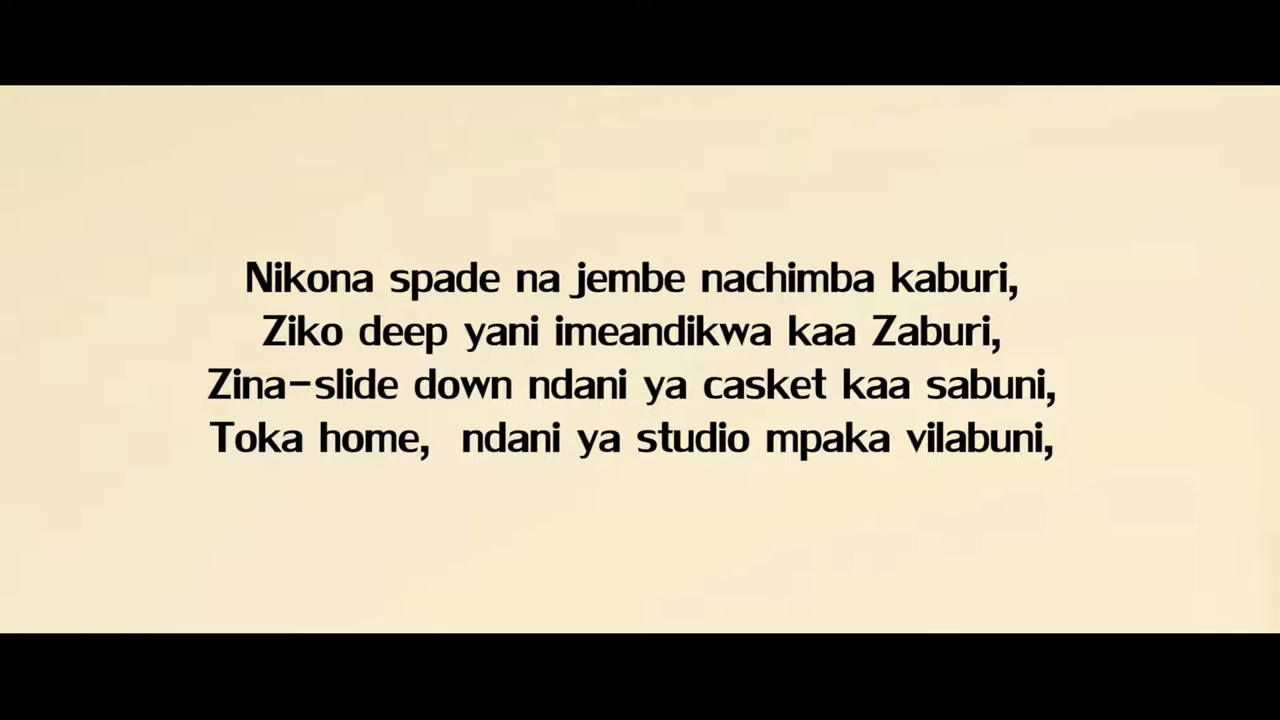 Nikona spade na jembe nachimba kaburi,
Ziko deep yani imeandikwa kaa Zaburi,
Zina-slide down ndani ya casket kaa sabuni,
Toka home, ndani ya studio mpaka vilabuni,